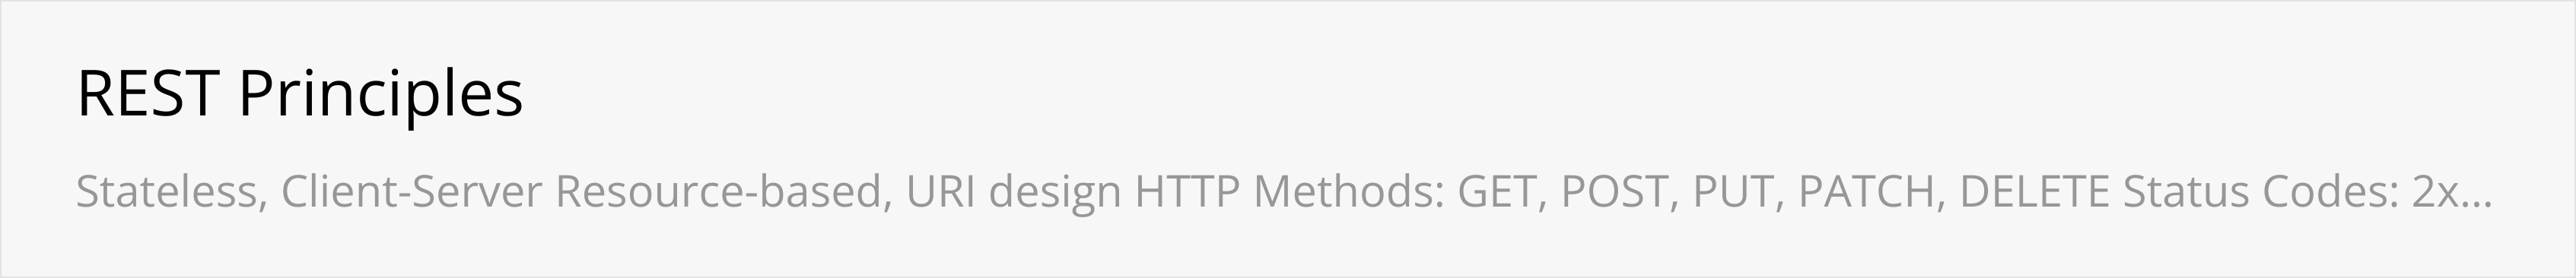 REST Principles
Stateless, Client-Server Resource-based, URI design HTTP Methods: GET, POST, PUT, PATCH, DELETE Status Codes: 2x...